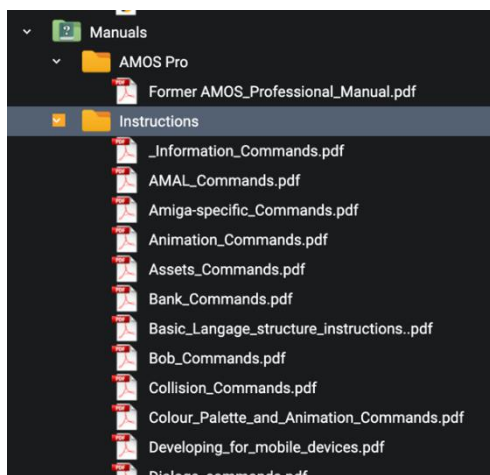 Manuals
AMOS Pro
Former AMOS_Professional_Manual.pdf
Instructions
_Information_Commands.pdf
AMAL_Commands.pdf
Amiga-specific_Commands.pdf
Animation_Commands.pdf
Assets_Commands.pdf
Bank_Commands.pdf
Basic_Langage_structure_instructions..pdf
Bob_Commands.pdf
Collision_Commands.pdf
Colour_Palette_and_Animation_Commands.pdf
Developing_for_mobile_devices.pdf